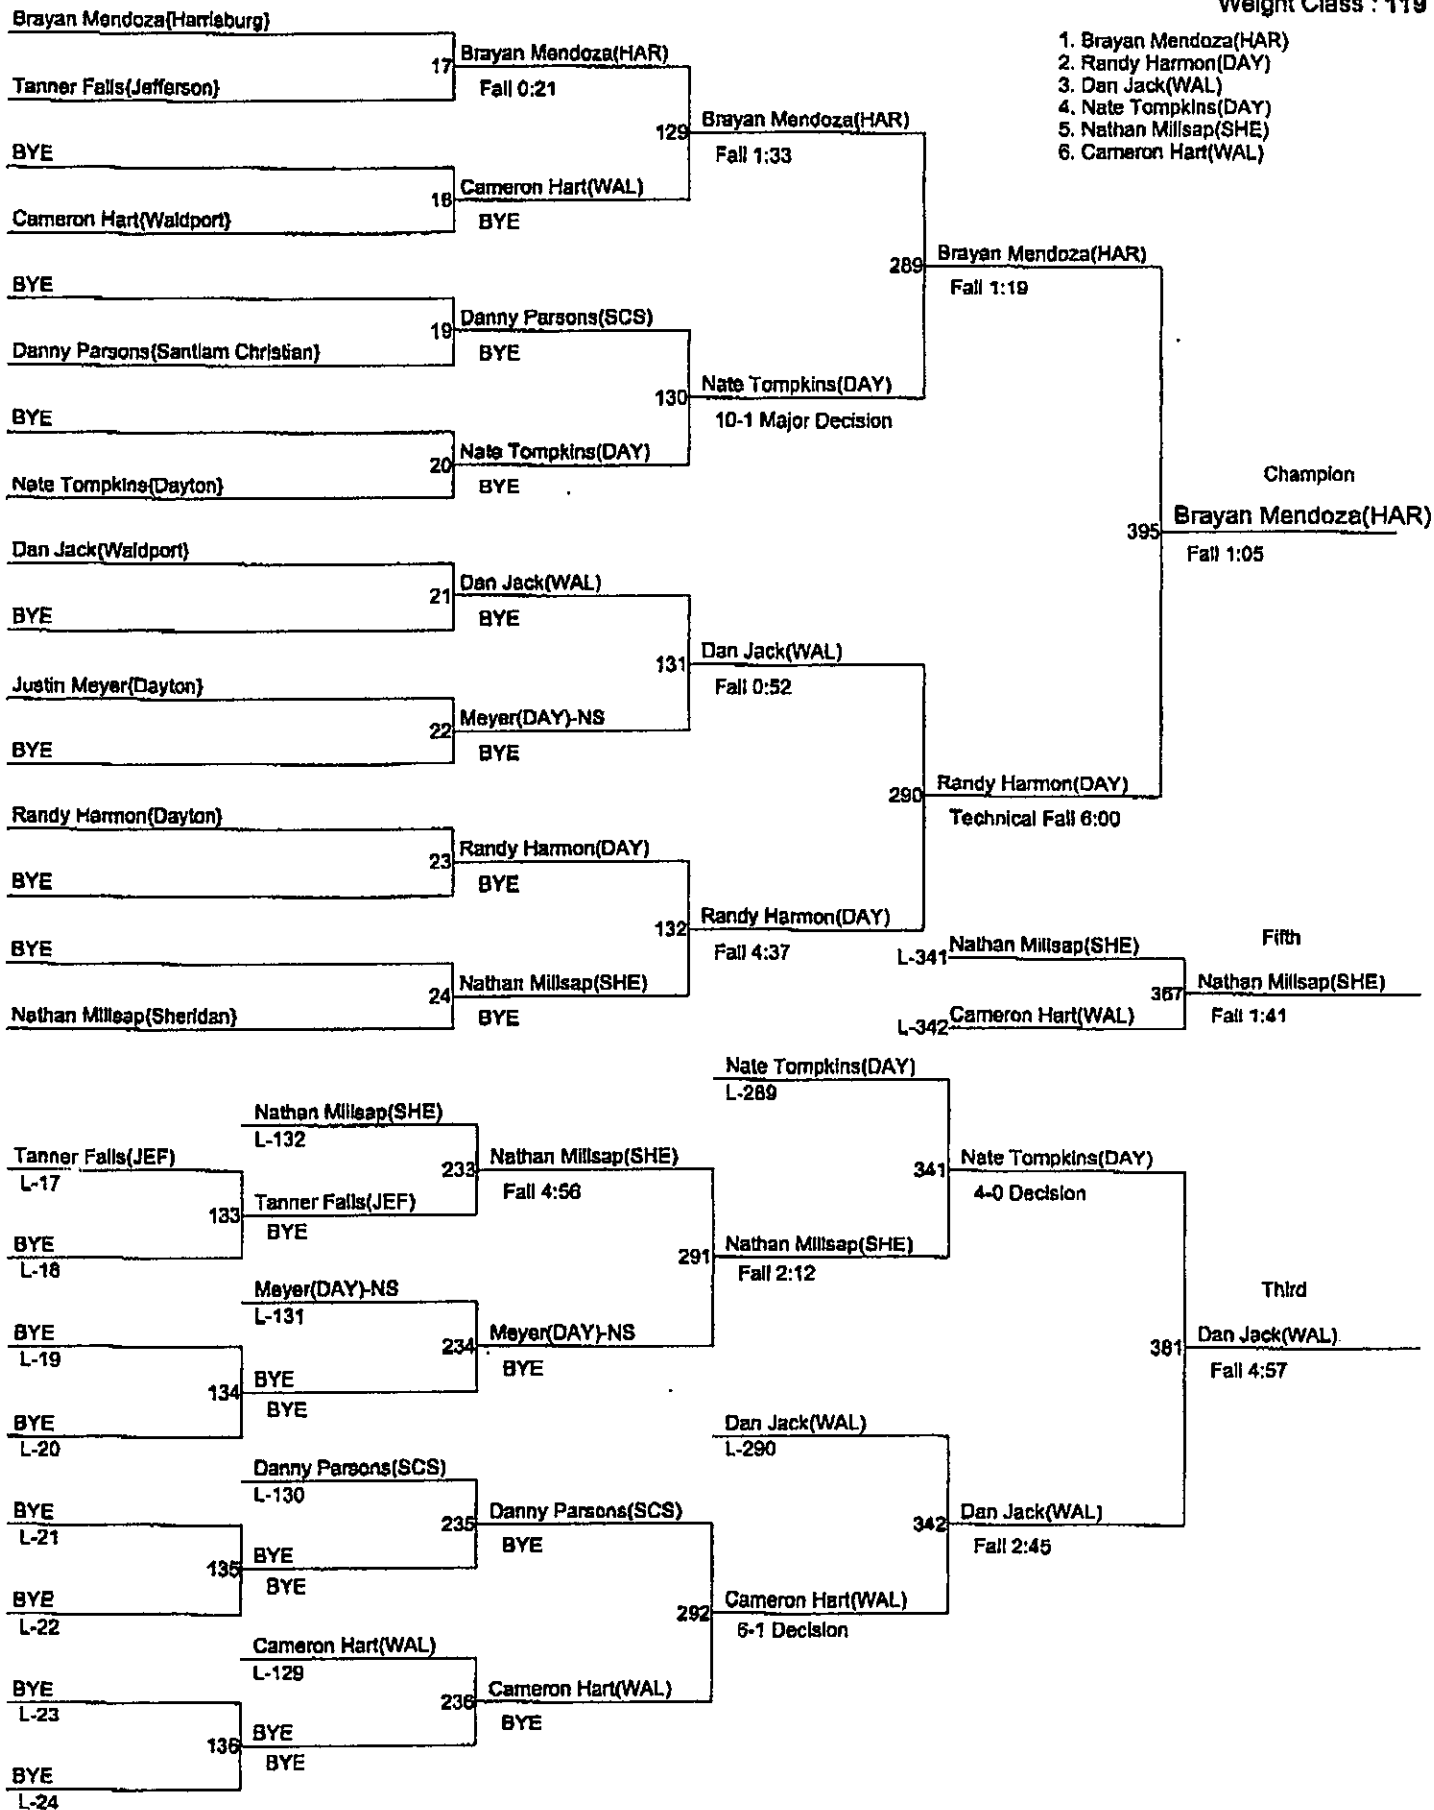 Weight Class : 119
1. Brayan Mendoza(HAR)
2. Randy Harmon(DAY)
3. Dan Jack(WAL)
4. Nate Tompkins(DAY)
5. Nathan Millsap(SHE)
6. Cameron Hart(WAL)
Brayan Mendoza{Harrisburg}
17 Brayan Mendoza(HAR)
Tanner Falls{Jefferson}
Fall 0:21
129 Brayan Mendoza(HAR)
Fall 1:33
BYE
18 Cameron Hart(WAL)
Cameron Hart{Waldport}
BYE
289 Brayan Mendoza(HAR)
Fall 1:19
BYE
19 Danny Parsons(SCS)
Danny Parsons{Santiam Christian}
BYE
130 Nate Tompkins(DAY)
10-1 Major Decision
BYE
20 Nate Tompkins(DAY)
Nate Tompkins{Dayton}
BYE
Champion
395 Brayan Mendoza(HAR)
Fall 1:05
Dan Jack{Waldport}
21 Dan Jack(WAL)
BYE
BYE
131 Dan Jack(WAL)
Fall 0:52
Justin Meyer{Dayton}
22 Meyer(DAY)-NS
BYE
BYE
290 Randy Harmon(DAY)
Technical Fall 6:00
Randy Harmon{Dayton}
23 Randy Harmon(DAY)
BYE
BYE
132 Randy Harmon(DAY)
Fall 4:37
BYE
24 Nathan Millsap(SHE)
Nathan Millsap{Sheridan}
BYE
Fifth
L-341 Nathan Millsap(SHE)
367 Nathan Millsap(SHE)
Fall 1:41
L-342 Cameron Hart(WAL)
Nate Tompkins(DAY)
L-289
Nathan Millsap(SHE)
L-132
Tanner Falls(JEF)
L-17
233 Nathan Millsap(SHE)
Fall 4:56
341 Nate Tompkins(DAY)
4-0 Decision
133 Tanner Falls(JEF)
BYE
BYE
L-18
291 Nathan Millsap(SHE)
Fall 2:12
Meyer(DAY)-NS
L-131
Third
BYE
L-19
234 Meyer(DAY)-NS
BYE
381 Dan Jack(WAL)
Fall 4:57
134 BYE
BYE
BYE
L-20
Dan Jack(WAL)
L-290
Danny Parsons(SCS)
L-130
BYE
L-21
235 Danny Parsons(SCS)
BYE
342 Dan Jack(WAL)
Fall 2:45
135 BYE
BYE
BYE
L-22
292 Cameron Hart(WAL)
6-1 Decision
Cameron Hart(WAL)
L-129
BYE
L-23
236 Cameron Hart(WAL)
BYE
136 BYE
BYE
BYE
L-24